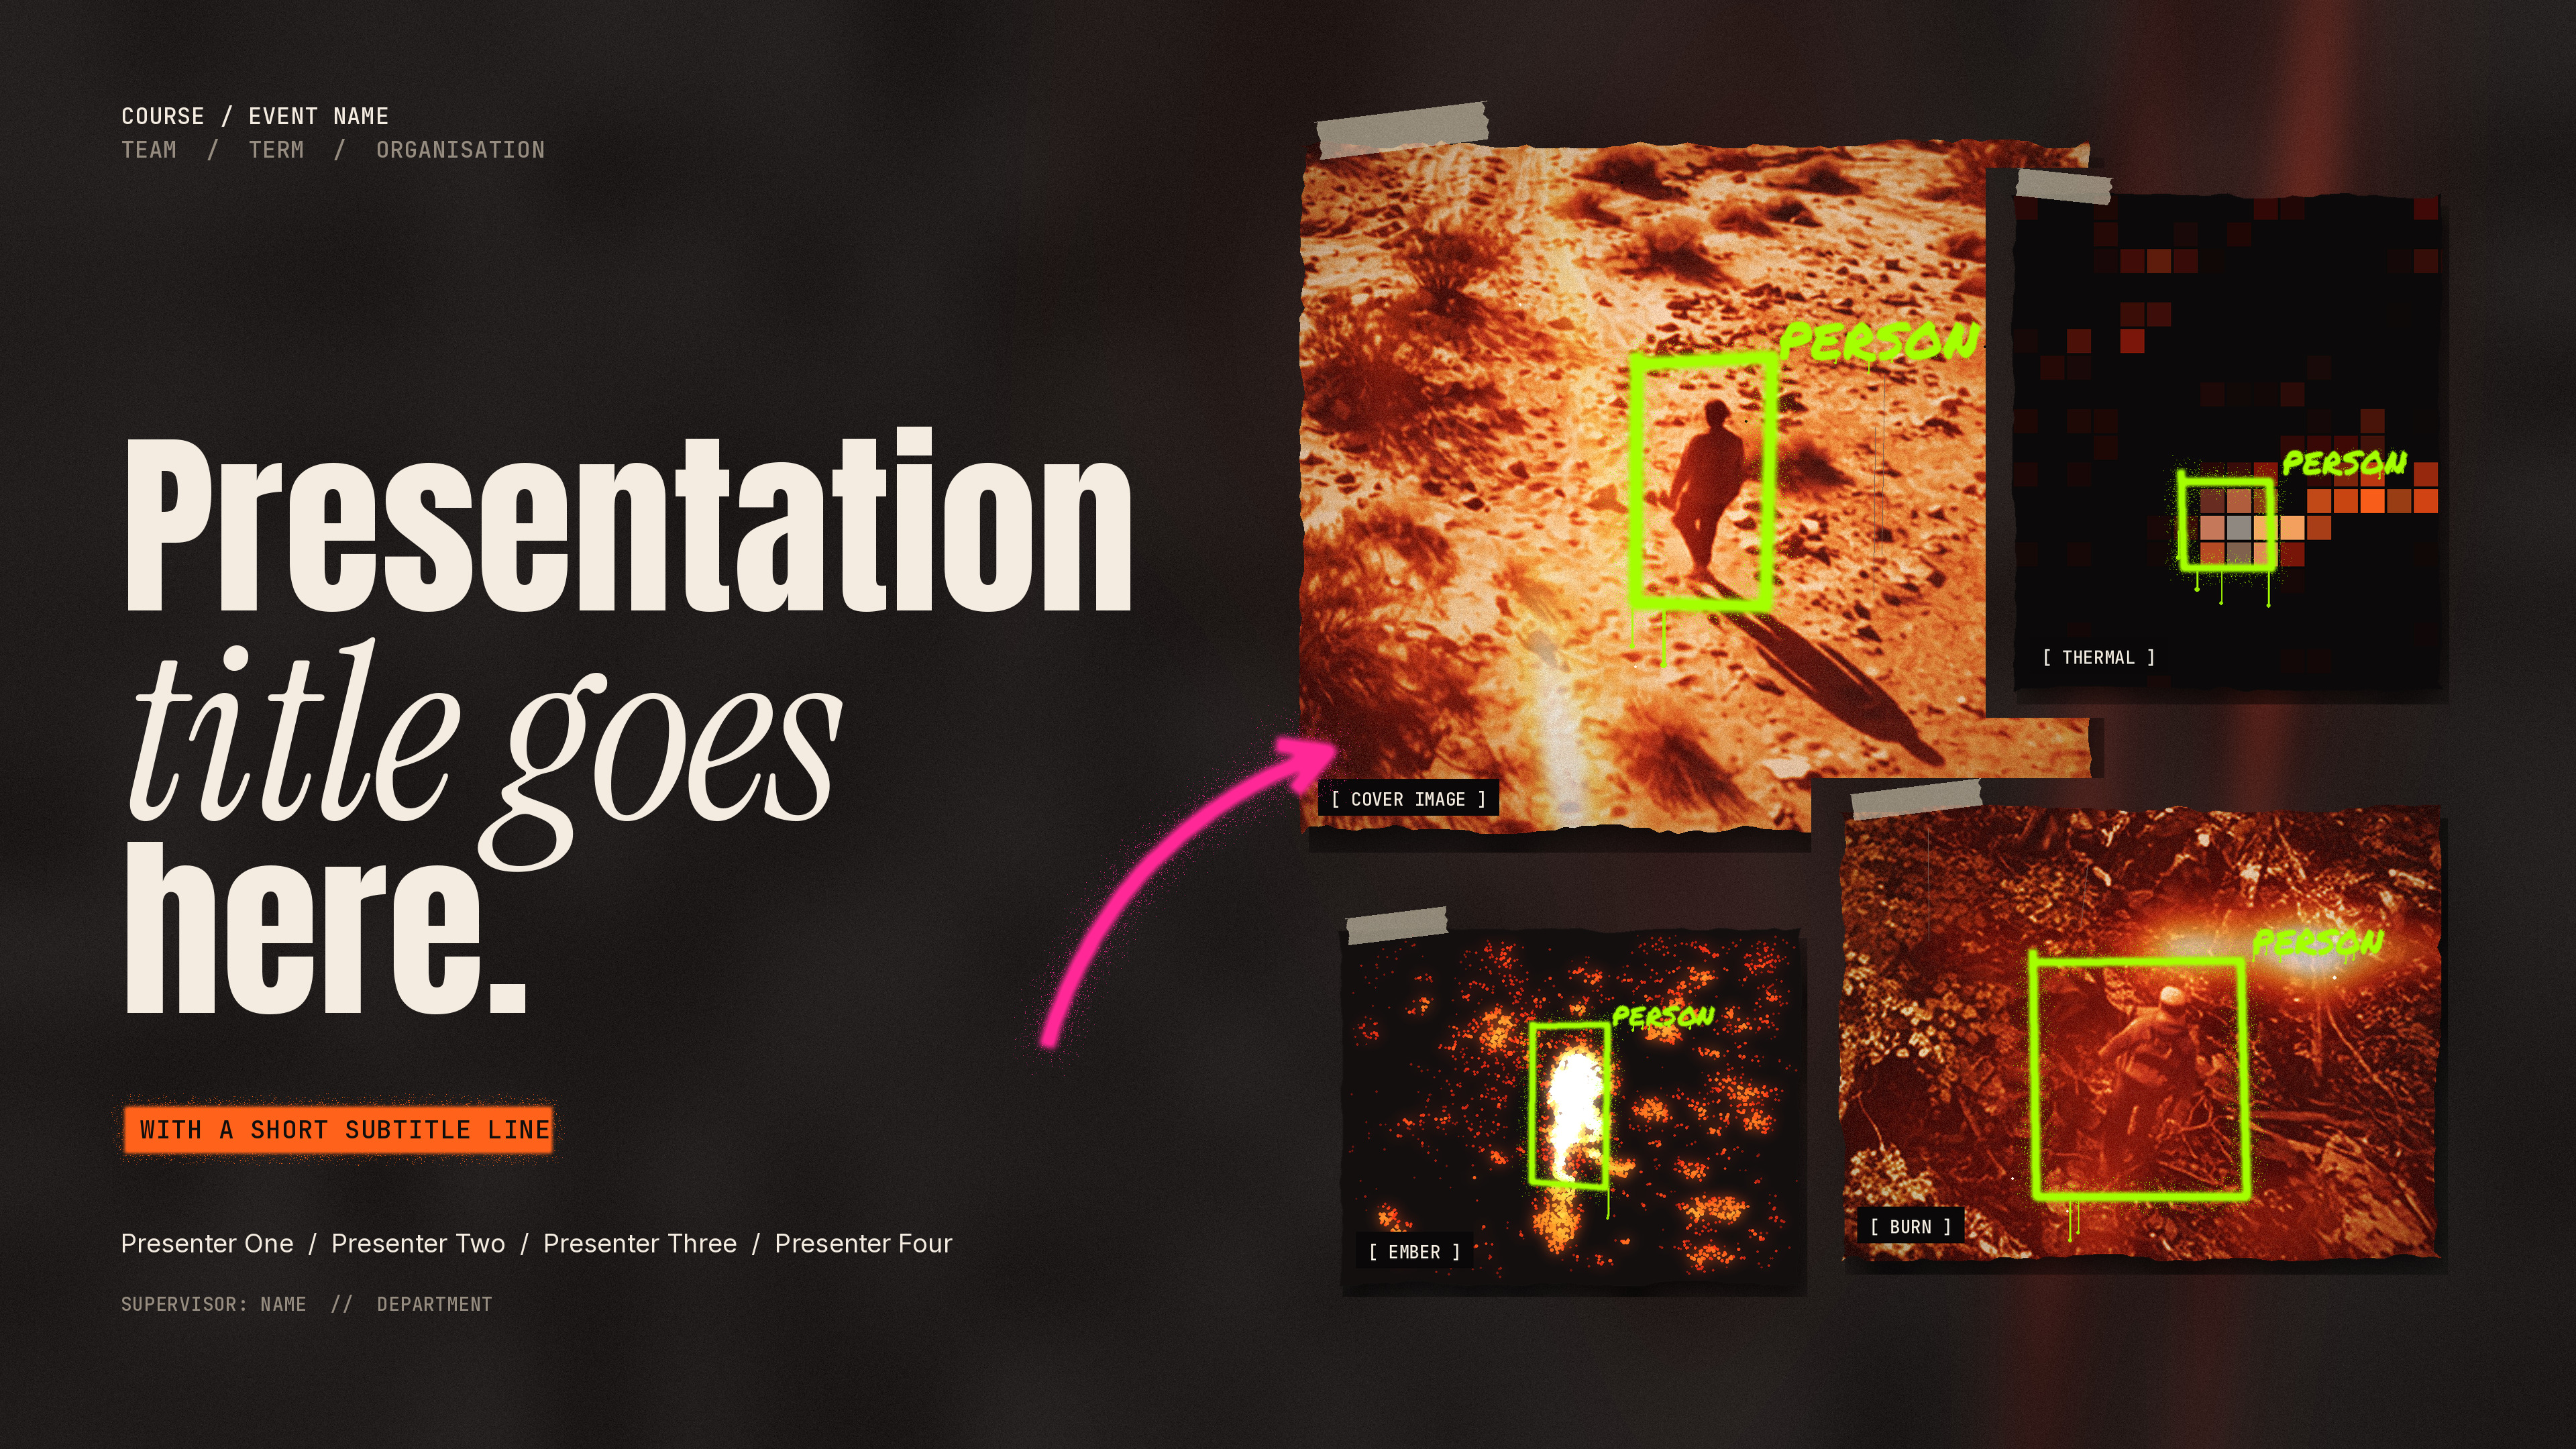 COURSE / EVENT NAME
TEAM / TERM / ORGANISATION
Presentation
title goes
here.
WITH A SHORT SUBTITLE LINE
Presenter One / Presenter Two / Presenter Three / Presenter Four
SUPERVISOR: NAME // DEPARTMENT
PERSON
[ COVER IMAGE ]
PERSON
[ THERMAL ]
PERSON
[ EMBER ]
PERSON
[ BURN ]